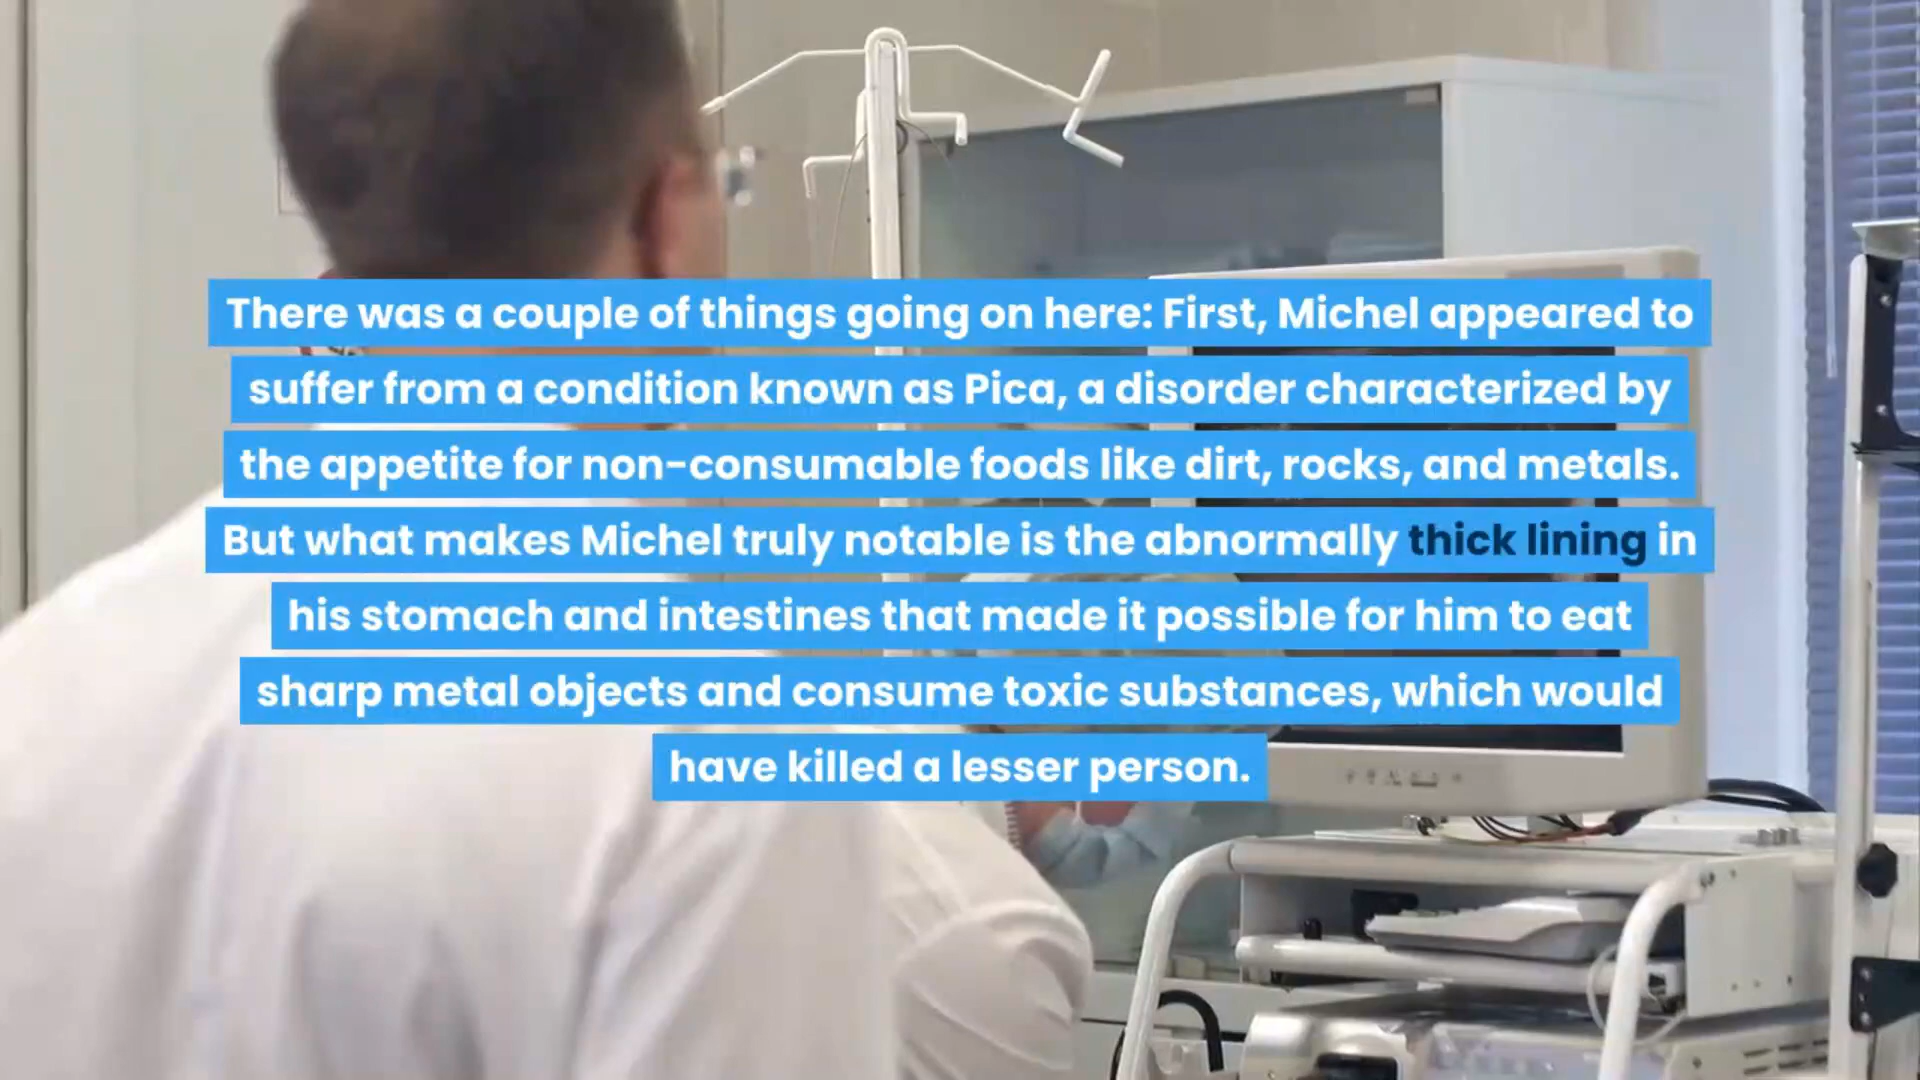 There was a couple of things going on here: First, Michel appeared to
suffer from a condition known as Pica, a disorder characterized by
the appetite for non-consumable foods like dirt, rocks, and metals.
But what makes Michel truly notable is the abnormally thick lining in
his stomach and intestines that made it possible for him to eat
sharp metal objects and consume toxic substances, which would
have killed a lesser person.